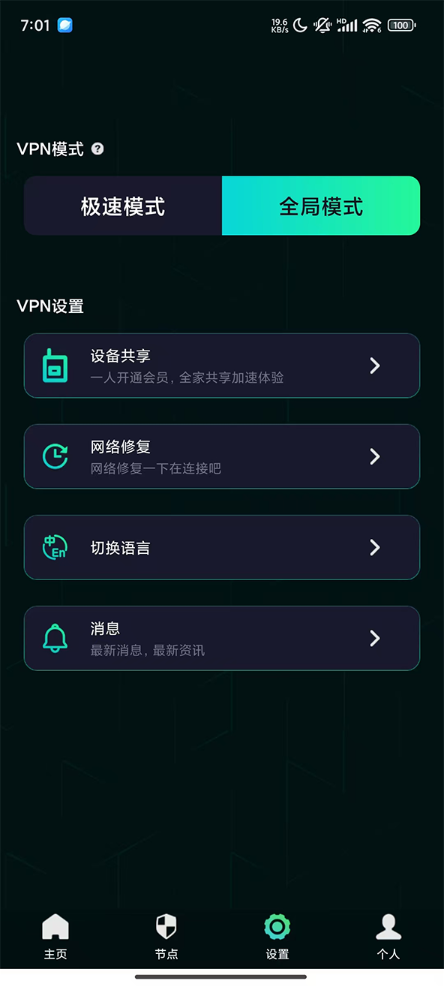 7:01
19.6
KB/s
HD
6
100
VPN模式 ?
极速模式
全局模式
VPN设置
设备共享
一人开通会员, 全家共享加速体验
网络修复
网络修复一下在连接吧
中
En
切换语言
消息
最新消息, 最新资讯
主页
节点
设置
个人